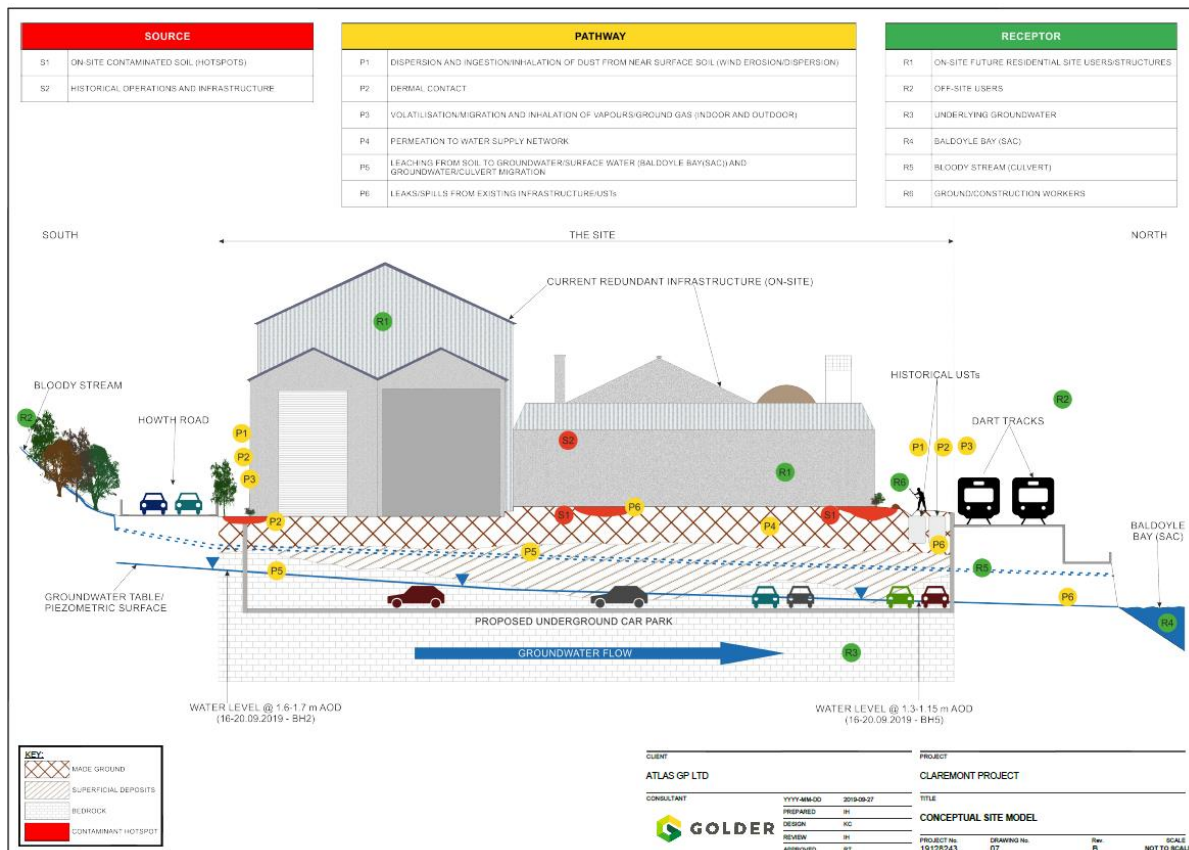 SOURCE
S1 ON-SITE CONTAMINATED SOIL (HOTSPOTS)
S2 HISTORICAL OPERATIONS AND INFRASTRUCTURE
PATHWAY
P1 DISPERSION AND INGESTION/INHALATION OF DUST FROM NEAR SURFACE SOIL (WIND EROSION/DISPERSION)
P2 DERMAL CONTACT
P3 VOLATILISATION/MIGRATION AND INHALATION OF VAPOURS/GROUND GAS (INDOOR AND OUTDOOR)
P4 PERMEATION TO WATER SUPPLY NETWORK
P5 LEACHING FROM SOIL TO GROUNDWATER/SURFACE WATER (BALDOYLE BAY(SAC)) AND
GROUNDWATER/CULVERT MIGRATION
P6 LEAKS/SPILLS FROM EXISTING INFRASTRUCTURE/USTs
RECEPTOR
R1 ON-SITE FUTURE RESIDENTIAL SITE USERS/STRUCTURES
R2 OFF-SITE USERS
R3 UNDERLYING GROUNDWATER
R4 BALDOYLE BAY (SAC)
R5 BLOODY STREAM (CULVERT)
R6 GROUND/CONSTRUCTION WORKERS
SOUTH
THE SITE
NORTH
CURRENT REDUNDANT INFRASTRUCTURE (ON-SITE)
R1
BLOODY STREAM
HISTORICAL USTs
R2
R2
HOWTH ROAD
DART TRACKS
P1
P2
P3
S2
R1
P1 P2 P3
R6
P2
S1
P6
P4
S1
P6
BALDOYLE
BAY (SAC)
P5
P5
R5
P6
R4
GROUNDWATER TABLE/
PIEZOMETRIC SURFACE
PROPOSED UNDERGROUND CAR PARK
GROUNDWATER FLOW
R3
WATER LEVEL @ 1.6-1.7 m AOD
(16-20.09.2019 - BH2)
WATER LEVEL @ 1.3-1.15 m AOD
(16-20.09.2019 - BH5)
KEY:
MADE GROUND
SUPERFICIAL DEPOSITS
BEDROCK
CONTAMINANT HOTSPOT
CLIENT
ATLAS GP LTD
CONSULTANT
GOLDER
YYYY-MM-DD 2019-09-27
PREPARED IH
DESIGN KC
REVIEW IH
APPROVED RT
PROJECT
CLAREMONT PROJECT
TITLE
CONCEPTUAL SITE MODEL
PROJECT No. DRAWING No. Rev. SCALE
19128243 07 B NOT TO SCALE